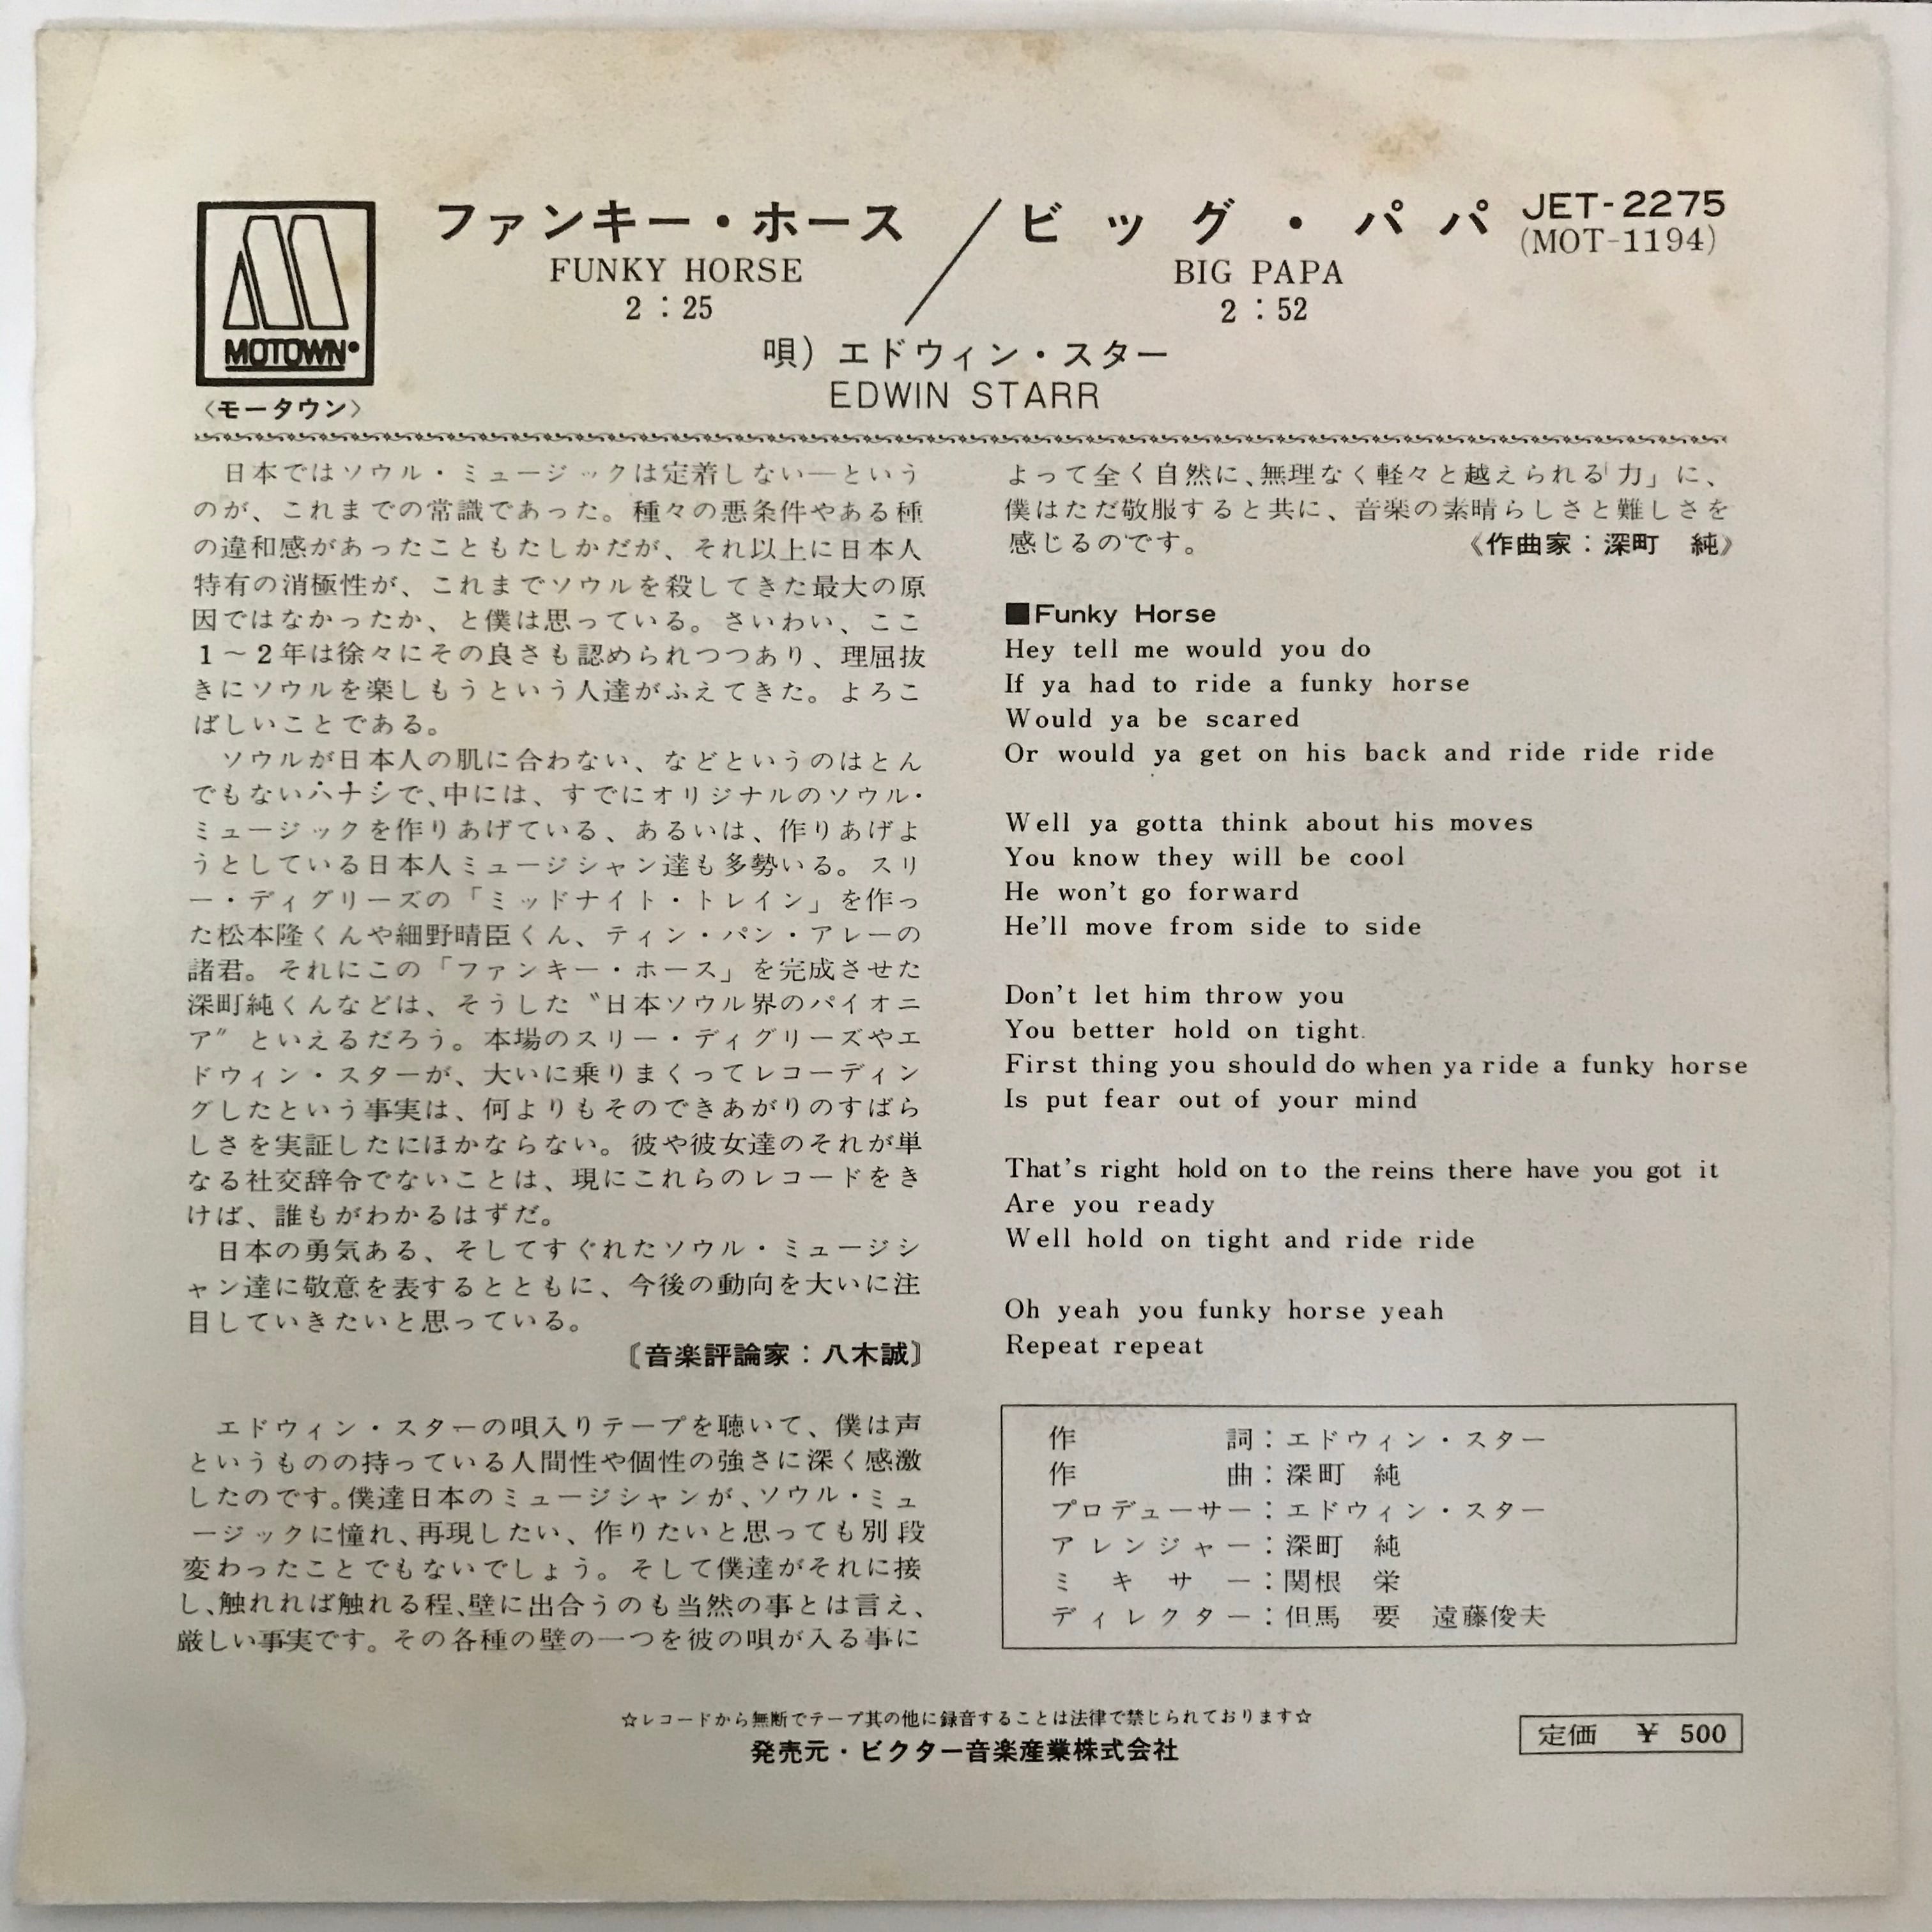 MOTOWN
〈モータウン〉
ファンキー・ホース
FUNKY HORSE
2:25
／
ビッグ・パパ
BIG PAPA
2:52
JET-2275
(MOT-1194)
唄) エドウィン・スター
EDWIN STARR
日本ではソウル・ミュージックは定着しない―という
のが、これまでの常識であった。種々の悪条件やある種
の違和感があったこともたしかだが、それ以上に日本人
特有の消極性が、これまでソウルを殺してきた最大の原
因ではなかったか、と僕は思っている。さいわい、ここ
1～2年は徐々にその良さも認められつつあり、理屈抜
きにソウルを楽しもうという人達がふえてきた。よろこ
ばしいことである。
ソウルが日本人の肌に合わない、などというのはとん
でもないハナシで、中には、すでにオリジナルのソウル・
ミュージックを作りあげている、あるいは、作りあげよ
うとしている日本人ミュージシャン達も多勢いる。スリ
ー・ディグリーズの「ミッドナイト・トレイン」を作っ
た松本隆くんや細野晴臣くん、ティン・パン・アレーの
諸君。それにこの「ファンキー・ホース」を完成させた
深町純くんなどは、そうした〝日本ソウル界のパイオニ
ア〟といえるだろう。本場のスリー・ディグリーズやエ
ドウィン・スターが、大いに乗りまくってレコーディン
グしたという事実は、何よりもそのできあがりのすばら
しさを実証したにほかならない。彼や彼女達のそれが単
なる社交辞令でないことは、現にこれらのレコードをき
けば、誰もがわかるはずだ。
日本の勇気ある、そしてすぐれたソウル・ミュージシ
ャン達に敬意を表するとともに、今後の動向を大いに注
目していきたいと思っている。
〔音楽評論家：八木誠〕
エドウィン・スターの唄入りテープを聴いて、僕は声
というものの持っている人間性や個性の強さに深く感激
したのです。僕達日本のミュージシャンが、ソウル・ミュ
ージックに憧れ、再現したい、作りたいと思っても別段
変わったことでもないでしょう。そして僕達がそれに接
し、触れれば触れる程、壁に出合うのも当然の事とは言え、
厳しい事実です。その各種の壁の一つを彼の唄が入る事に
よって全く自然に、無理なく軽々と越えられる「力」に、
僕はただ敬服すると共に、音楽の素晴らしさと難しさを
感じるのです。
《作曲家：深町　純》
■Funky Horse
Hey tell me would you do
If ya had to ride a funky horse
Would ya be scared
Or would ya get on his back and ride ride ride
Well ya gotta think about his moves
You know they will be cool
He won't go forward
He'll move from side to side
Don't let him throw you
You better hold on tight.
First thing you should do when ya ride a funky horse
Is put fear out of your mind
That's right hold on to the reins there have you got it
Are you ready
Well hold on tight and ride ride
Oh yeah you funky horse yeah
Repeat repeat
作詞：エドウィン・スター
作曲：深町　純
プロデューサー：エドウィン・スター
アレンジャー：深町　純
ミキサー：関根　栄
ディレクター：但馬　要　遠藤俊夫
☆レコードから無断でテープ其の他に録音することは法律で禁じられております☆
発売元・ビクター音楽産業株式会社
定価　￥ 500